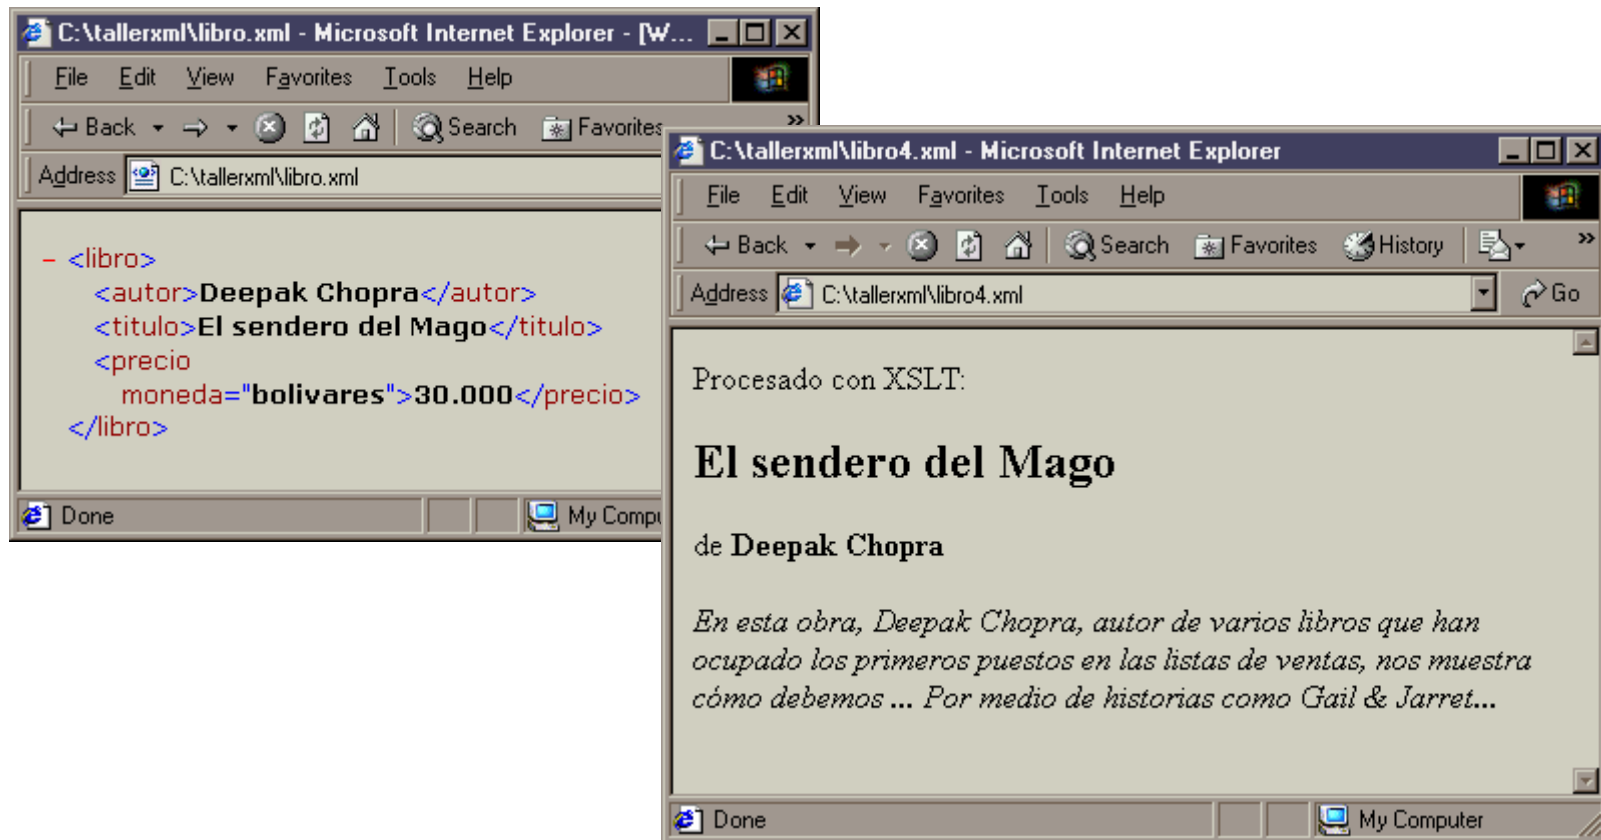 C:\tallerxml\libro.xml - Microsoft Internet Explorer - [W...
File Edit View Favorites Tools Help
Back Search Favorites »
Address C:\tallerxml\libro.xml
– <libro>
<autor>Deepak Chopra</autor>
<titulo>El sendero del Mago</titulo>
<precio
moneda="bolivares">30.000</precio>
</libro>
Done My Compu
C:\tallerxml\libro4.xml - Microsoft Internet Explorer
File Edit View Favorites Tools Help
Back Search Favorites History »
Address C:\tallerxml\libro4.xml Go
Procesado con XSLT:
El sendero del Mago
de Deepak Chopra
En esta obra, Deepak Chopra, autor de varios libros que han
ocupado los primeros puestos en las listas de ventas, nos muestra
cómo debemos ... Por medio de historias como Gail & Jarret...
Done My Computer